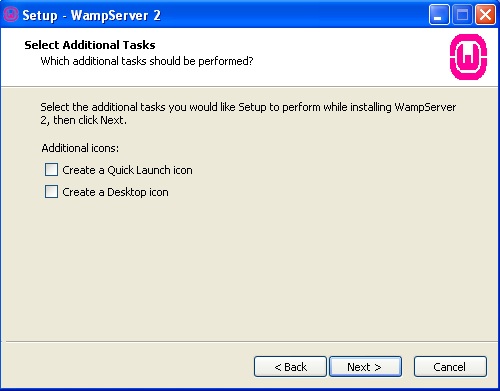 Setup - WampServer 2
Select Additional Tasks
Which additional tasks should be performed?
Select the additional tasks you would like Setup to perform while installing WampServer
2, then click Next.
Additional icons:
Create a Quick Launch icon
Create a Desktop icon
< Back Next > Cancel